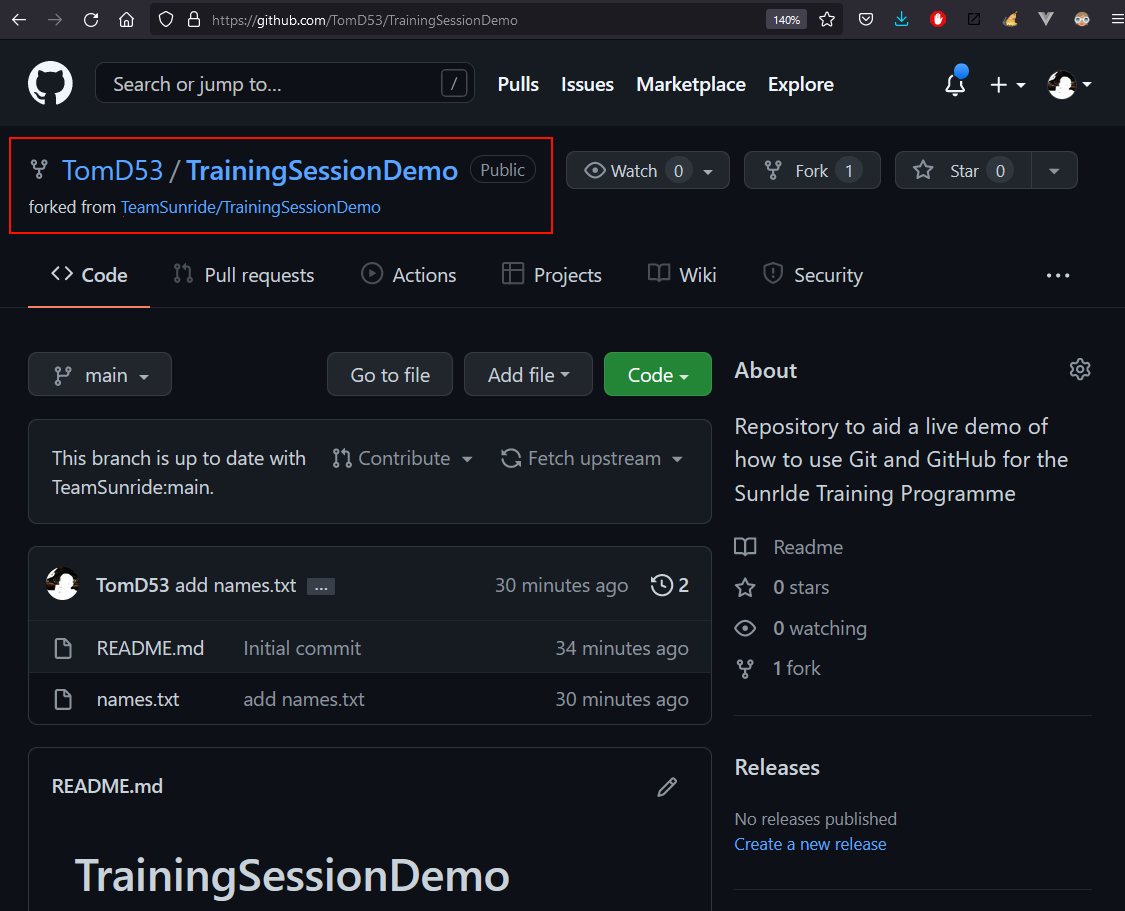 https://github.com/TomD53/TrainingSessionDemo 140%
Search or jump to... / Pulls Issues Marketplace Explore
TomD53 / TrainingSessionDemo Public Watch 0 Fork 1 Star 0
forked from TeamSunride/TrainingSessionDemo
Code Pull requests Actions Projects Wiki Security ...
main Go to file Add file Code
This branch is up to date with TeamSunride:main. Contribute Fetch upstream
TomD53 add names.txt ... 30 minutes ago 2
README.md Initial commit 34 minutes ago
names.txt add names.txt 30 minutes ago
README.md
TrainingSessionDemo
About
Repository to aid a live demo of
how to use Git and GitHub for the
SunrIde Training Programme
Readme
0 stars
0 watching
1 fork
Releases
No releases published
Create a new release